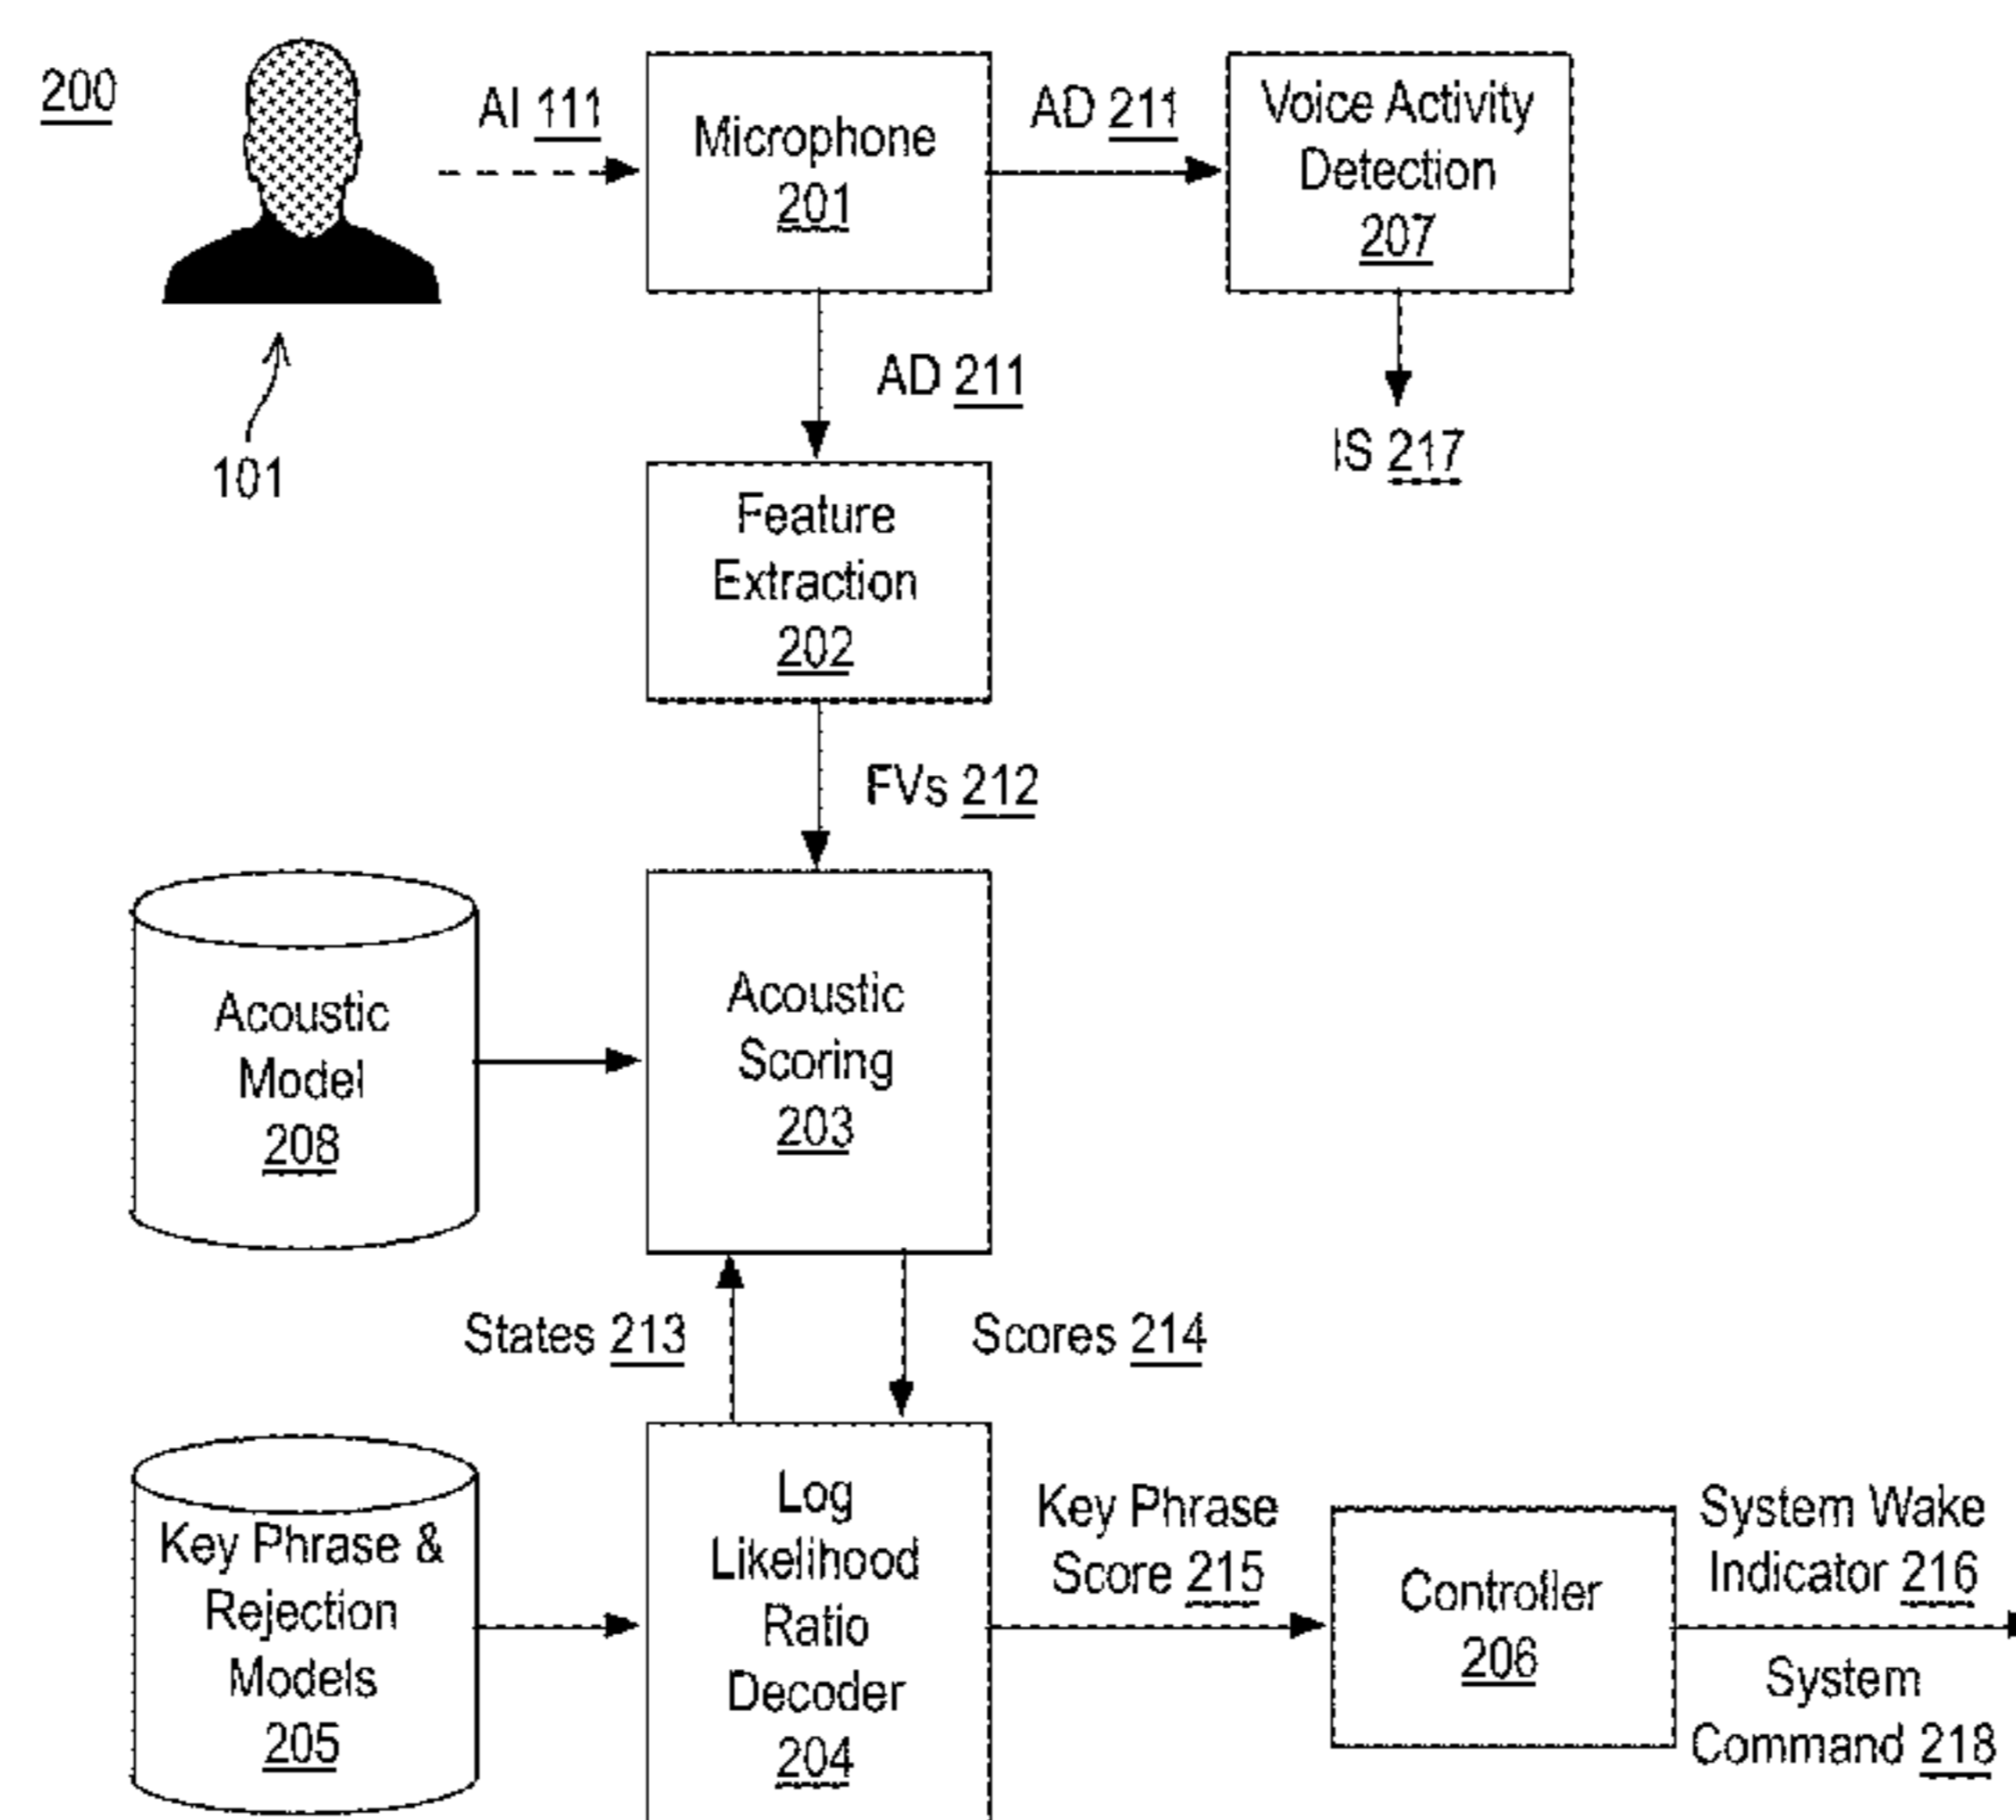 200
AI 111
Microphone
201
AD 211
Voice Activity
Detection
207
101
AD 211
IS 217
Feature
Extraction
202
FVs 212
Acoustic
Model
208
Acoustic
Scoring
203
States 213
Scores 214
Key Phrase &
Rejection
Models
205
Log
Likelihood
Ratio
Decoder
204
Key Phrase
Score 215
Controller
206
System Wake
Indicator 216
System
Command 218